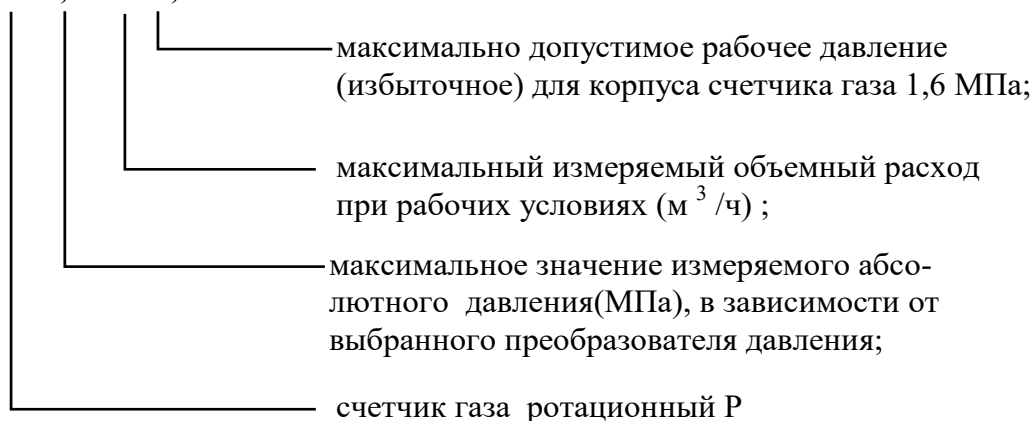 максимально допустимое рабочее давление
(избыточное) для корпуса счетчика газа 1,6 МПа;
максимальный измеряемый объемный расход
при рабочих условиях (м ³ /ч) ;
максимальное значение измеряемого абсо-
лютного давления(МПа), в зависимости от
выбранного преобразователя давления;
счетчик газа ротационный Р